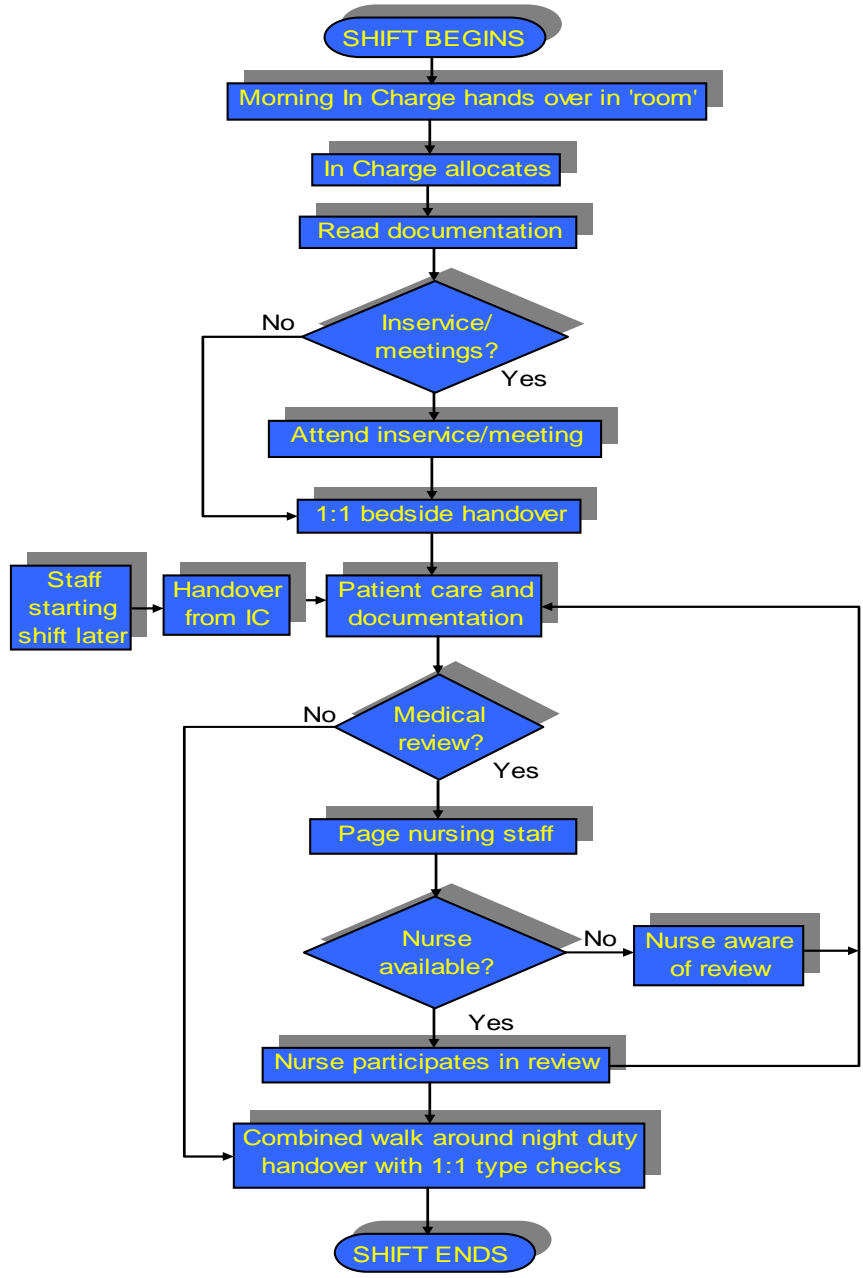 SHIFT BEGINS
Morning In Charge hands over in 'room'
In Charge allocates
Read documentation
No
Inservice/
meetings?
Yes
Attend inservice/meeting
1:1 bedside handover
Staff
starting
shift later
Handover
from IC
Patient care and
documentation
No
Medical
review?
Yes
Page nursing staff
Nurse
available?
No
Nurse aware
of review
Yes
Nurse participates in review
Combined walk around night duty
handover with 1:1 type checks
SHIFT ENDS